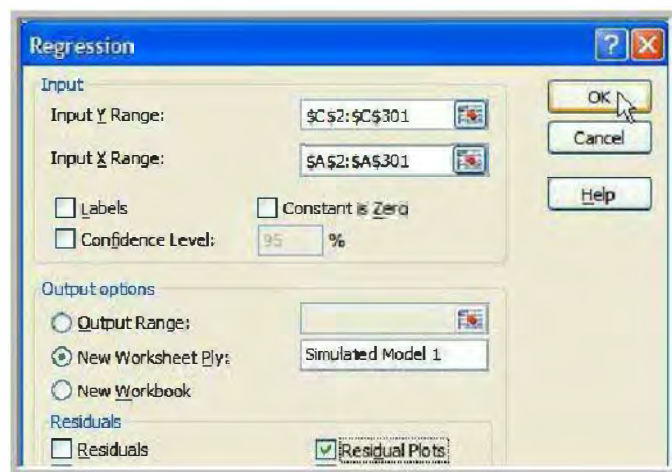 Regression
Input
Input Y Range: $C$2:$C$301
OK
Input X Range: $A$2:$A$301
Cancel
Labels Constant is Zero
Help
Confidence Level: 95 %
Output options
Output Range:
New Worksheet Ply: Simulated Model 1
New Workbook
Residuals
Residuals Residual Plots